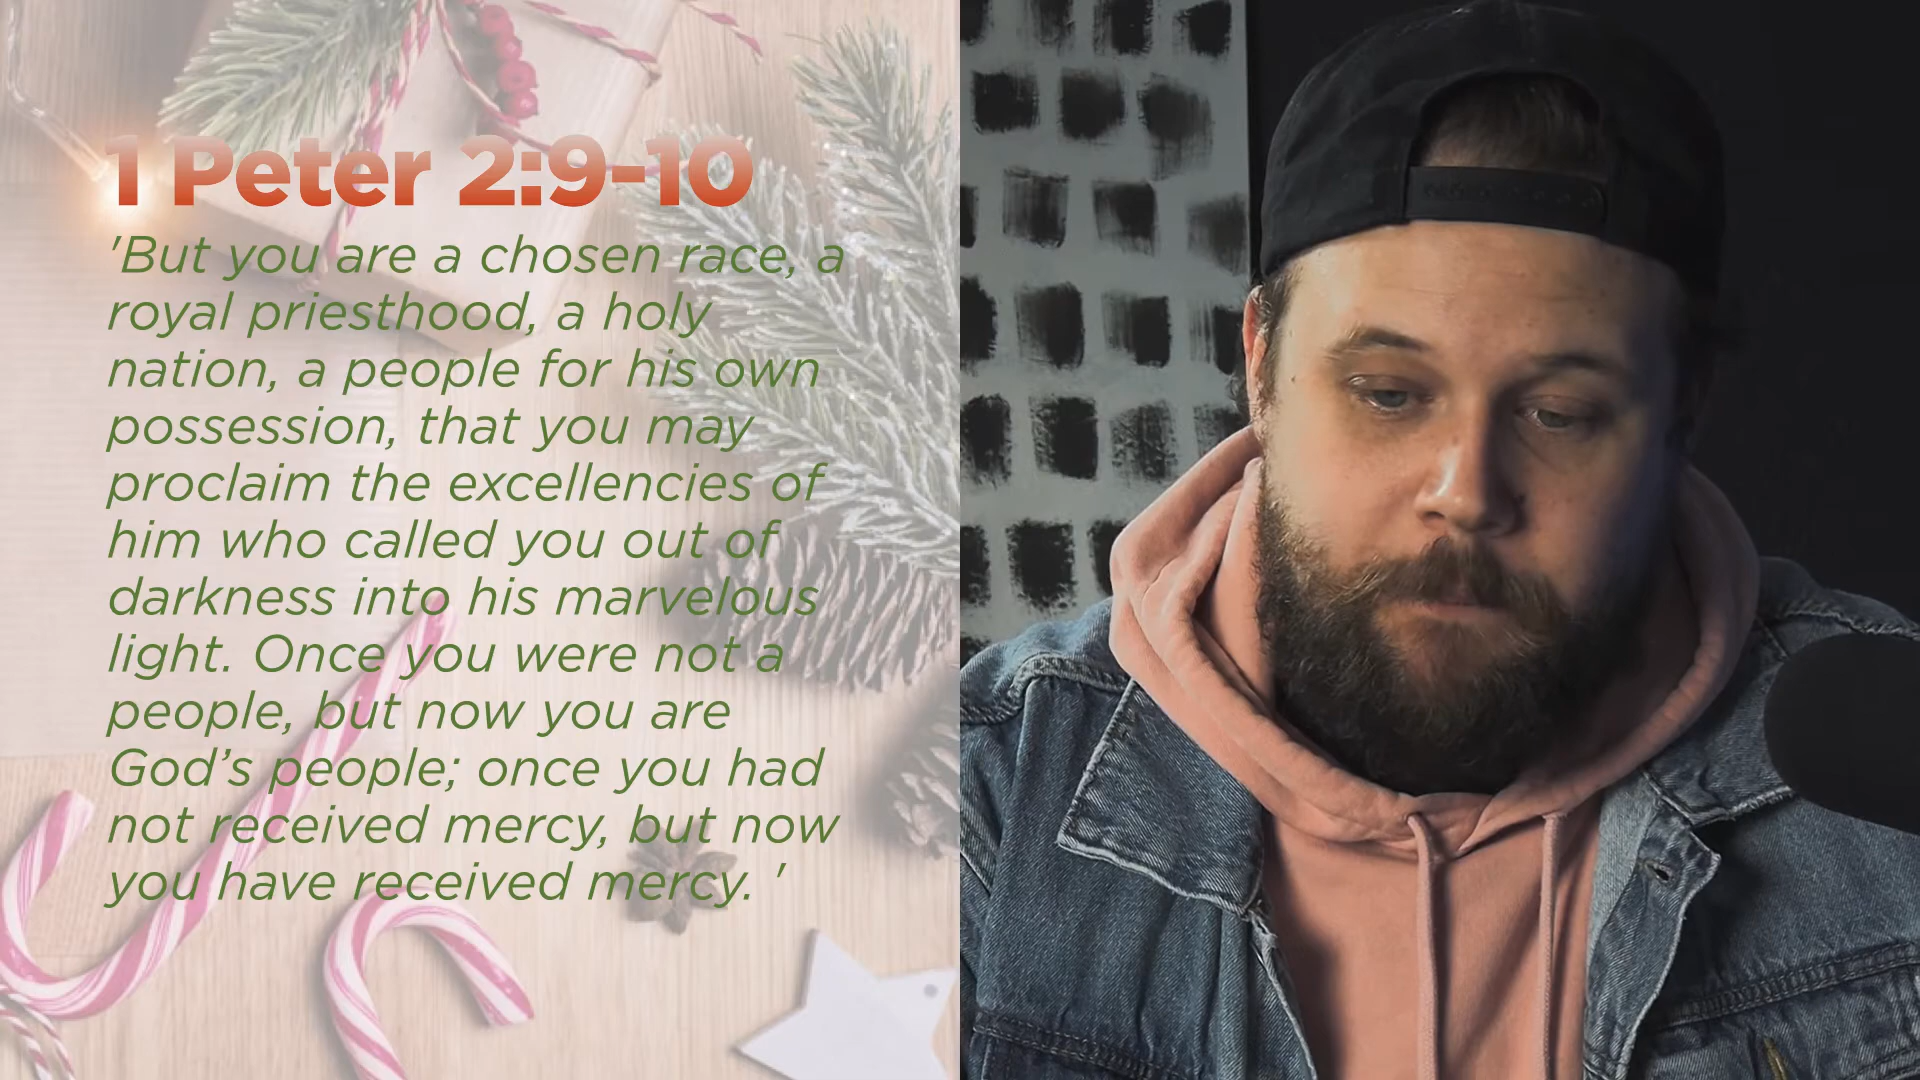 1 Peter 2:9-10
'But you are a chosen race, a
royal priesthood, a holy
nation, a people for his own
possession, that you may
proclaim the excellencies of
him who called you out of
darkness into his marvelous
light. Once you were not a
people, but now you are
God’s people; once you had
not received mercy, but now
you have received mercy. '